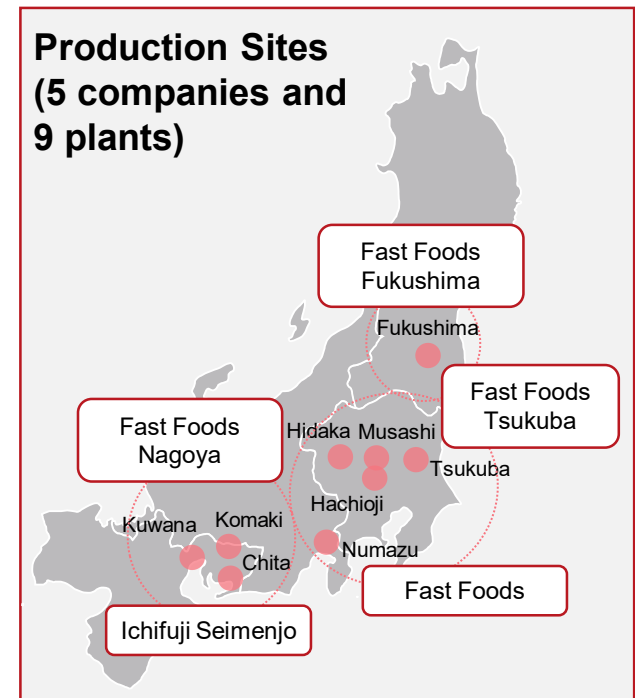 Production Sites
(5 companies and
9 plants)
Fast Foods
Fukushima
Fukushima
Fast Foods
Tsukuba
Fast Foods
Nagoya
Hidaka
Musashi
Tsukuba
Hachioji
Kuwana
Komaki
Chita
Numazu
Fast Foods
Ichifuji Seimenjo